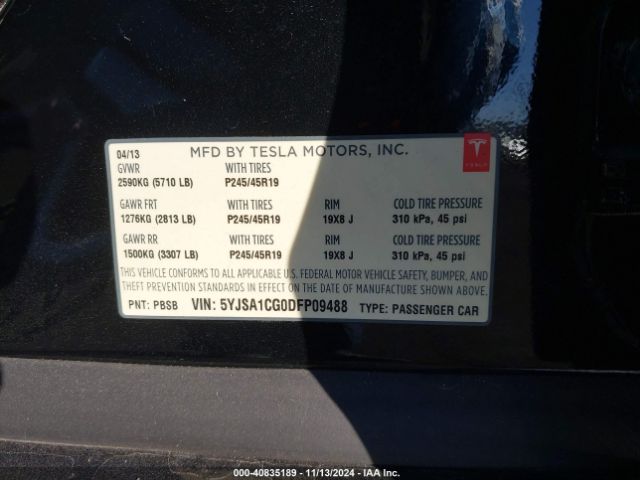 04/13 MFD BY TESLA MOTORS, INC.
GVWR WITH TIRES
2590KG (5710 LB) P245/45R19
TESLA
GAWR FRT WITH TIRES RIM COLD TIRE PRESSURE
1276KG (2813 LB) P245/45R19 19X8 J 310 kPa, 45 psi
GAWR RR WITH TIRES RIM COLD TIRE PRESSURE
1500KG (3307 LB) P245/45R19 19X8 J 310 kPa, 45 psi
THIS VEHICLE CONFORMS TO ALL APPLICABLE U.S. FEDERAL MOTOR VEHICLE SAFETY, BUMPER, AND
THEFT PREVENTION STANDARDS IN EFFECT ON THE DATE OF MANUFACTURE SHOWN ABOVE.
PNT: PBSB VIN: 5YJSA1CG0DFP09488 TYPE: PASSENGER CAR
© - 40835189 - 11/13/2024 - IAA Inc.